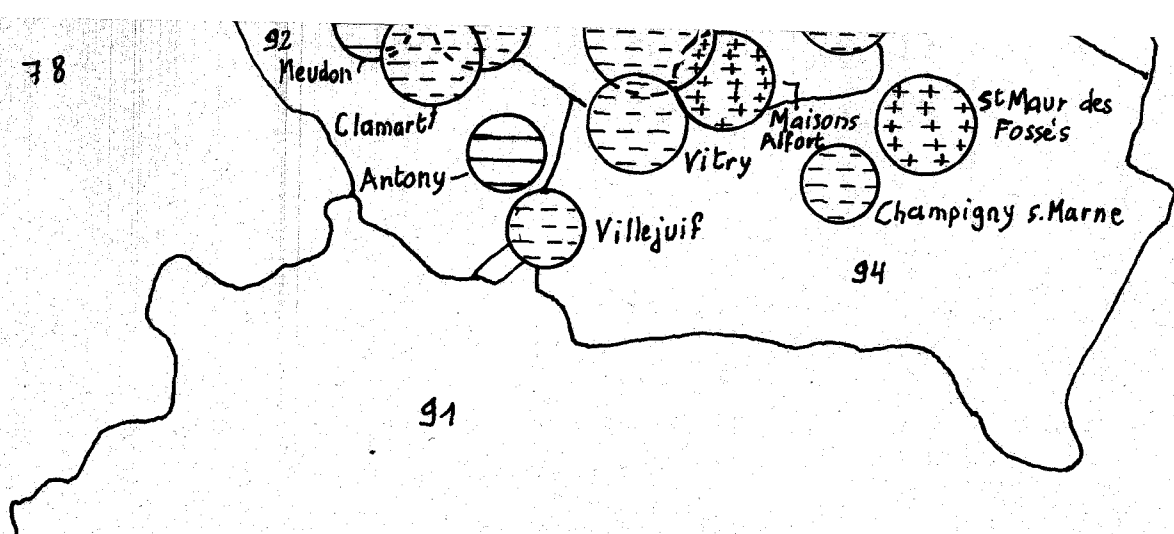 92
78
Meudon
Clamart
Antony
Villejuif
Vitry
Maisons
Alfort
St Maur des
Fossés
Champigny s.Marne
94
91